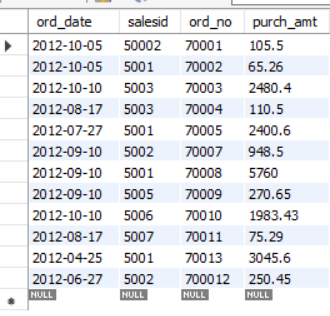 ord_date salesid ord_no purch_amt
2012-10-05 50002 70001 105.5
2012-10-05 5001 70002 65.26
2012-10-10 5003 70003 2480.4
2012-08-17 5003 70004 110.5
2012-07-27 5001 70005 2400.6
2012-09-10 5002 70007 948.5
2012-09-10 5001 70008 5760
2012-09-10 5005 70009 270.65
2012-10-10 5006 70010 1983.43
2012-08-17 5007 70011 75.29
2012-04-25 5001 70013 3045.6
2012-06-27 5002 700012 250.45
NULL NULL NULL NULL